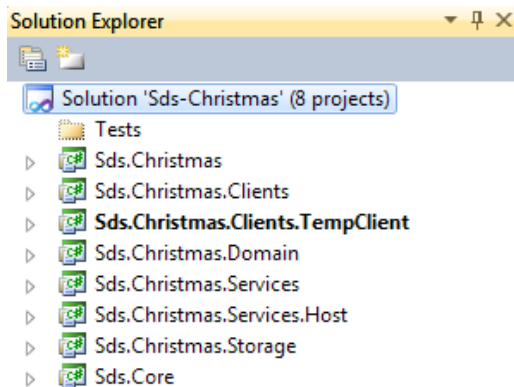 Solution Explorer
Solution 'Sds-Christmas' (8 projects)
Tests
Sds.Christmas
Sds.Christmas.Clients
Sds.Christmas.Clients.TempClient
Sds.Christmas.Domain
Sds.Christmas.Services
Sds.Christmas.Services.Host
Sds.Christmas.Storage
Sds.Core